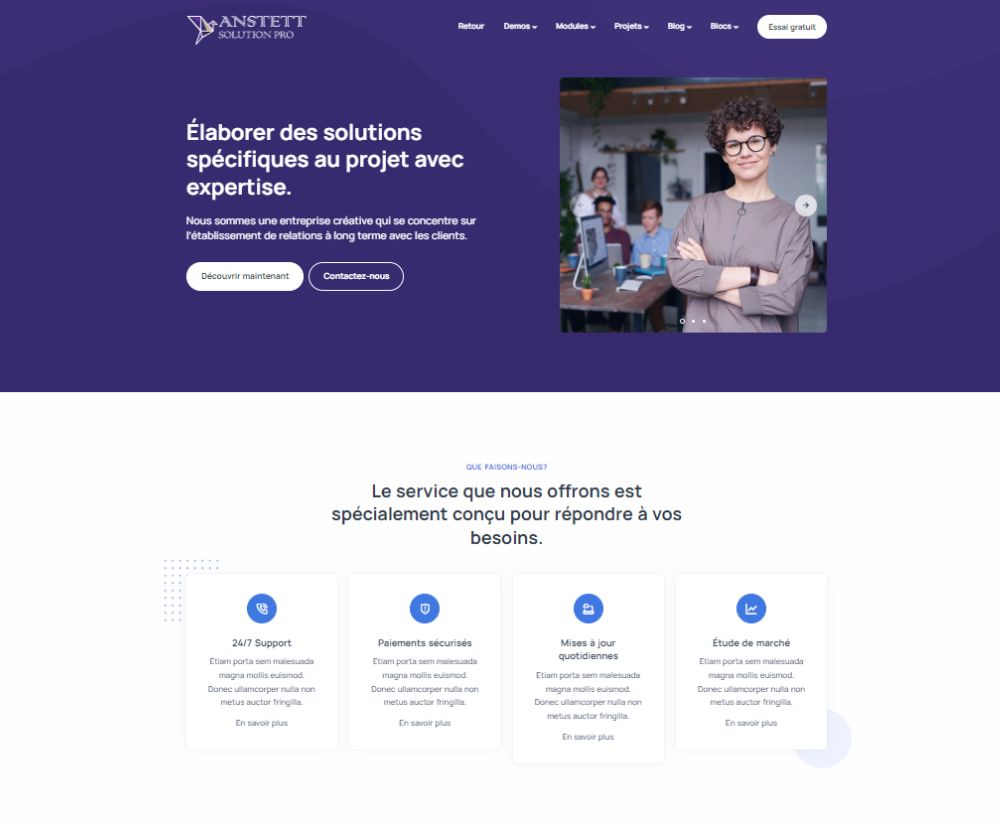 ANSTETT
SOLUTION PRO
Retour
Demos
Modules
Projets
Blog
Blocs
Essai gratuit
Élaborer des solutions
spécifiques au projet avec
expertise.
Nous sommes une entreprise créative qui se concentre sur
l'établissement de relations à long terme avec les clients.
Découvrir maintenant
Contactez-nous
QUE FAISONS-NOUS?
Le service que nous offrons est
spécialement conçu pour répondre à vos
besoins.
24/7 Support
Etiam porta sem malesuada
magna mollis euismod.
Donec ullamcorper nulla non
metus auctor fringilla.
En savoir plus
Paiements sécurisés
Etiam porta sem malesuada
magna mollis euismod.
Donec ullamcorper nulla non
metus auctor fringilla.
En savoir plus
Mises à jour
quotidiennes
Etiam porta sem malesuada
magna mollis euismod.
Donec ullamcorper nulla non
metus auctor fringilla.
En savoir plus
Étude de marché
Etiam porta sem malesuada
magna mollis euismod.
Donec ullamcorper nulla non
metus auctor fringilla.
En savoir plus